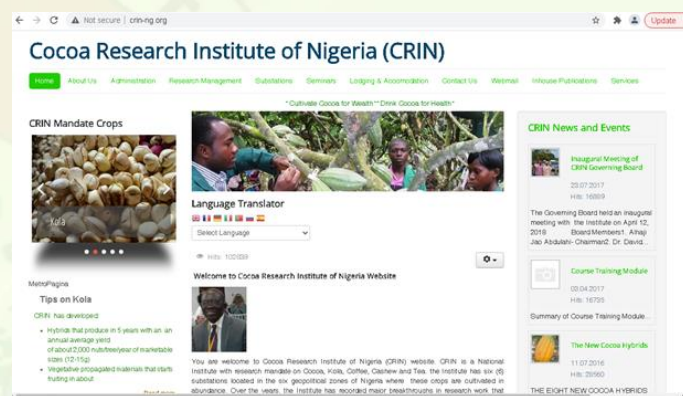 Not secure | crin-ng.org
Update
Cocoa Research Institute of Nigeria (CRIN)
Home About Us Administration Research Management Substations Seminars Lodging & Accomodation Contact Us Webmail Inhouse Publications Services
" Cultivate Cocoa for Wealth "" Drink Cocoa for Health"
CRIN Mandate Crops
Kola
MetroPagina
Tips on Kola
CRIN has developed:
Hybrids that produce in 5 years with an an
annual average yerd
of about 2,000 nuts/tree/year of marketable
sizes (12-15g)
Vegetative propagated materials that starts
fruiting in about
Read more
Language Translator
Select Language
Hits:
Welcome to Cocoa Research Institute of Nigeria Website
You are welcome to Cocoa Research Institute of Nigeria (CRIN) website. CRIN is a National
Institute with research mandate on Cocoa, Kola, Coffee, Cashew and Tea. the Institute has six (6)
substations located in the six geopolitical zones of Nigeria where these crops are cultivated in
abundance. Over the years, the Institute has recorded major breakthroughs in research work that
CRIN News and Events
Inaugural Meeting of
CRIN Governing Board
23.07.2017
Hits: 16809
The Governing Board held an inaugural
meeting with the Institute on April 12,
2018 Board Members1. Alhaji
Jao Abdulahi- Chairman2. Dr. David...
Course Training Module
03.04.2017
Hits: 16735
Summary of Course Training Module...
The New Cocoa Hybrids
11.07.2016
Hits: 29560
THE EIGHT NEW COCOA HYBRIDS